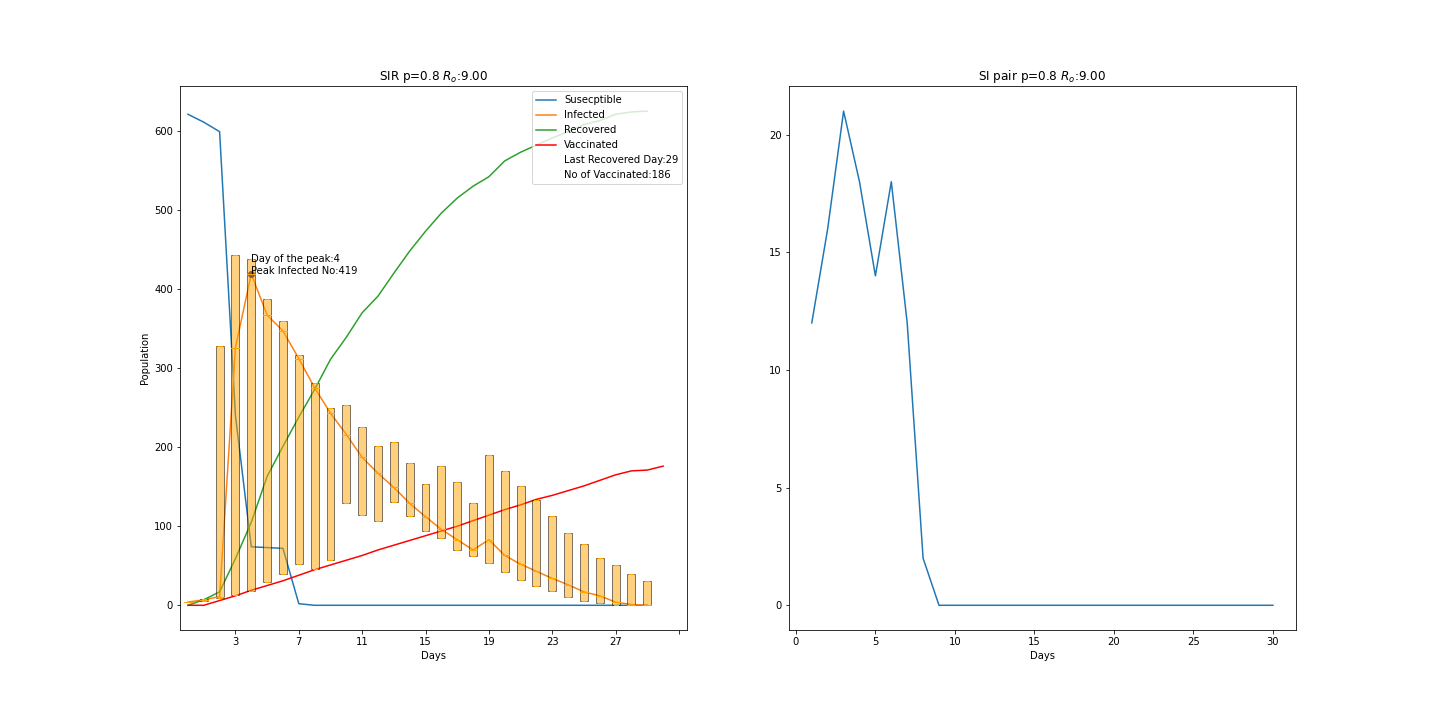 SIR p=0.8 Rₒ:9.00
Susecptible
Infected
Recovered
Vaccinated
Last Recovered Day:29
No of Vaccinated:186
Day of the peak:4
Peak Infected No:419
Population
600
500
400
300
200
100
0
3 7 11 15 19 23 27
Days
SI pair p=0.8 Rₒ:9.00
20
15
10
5
0
0 5 10 15 20 25 30
Days